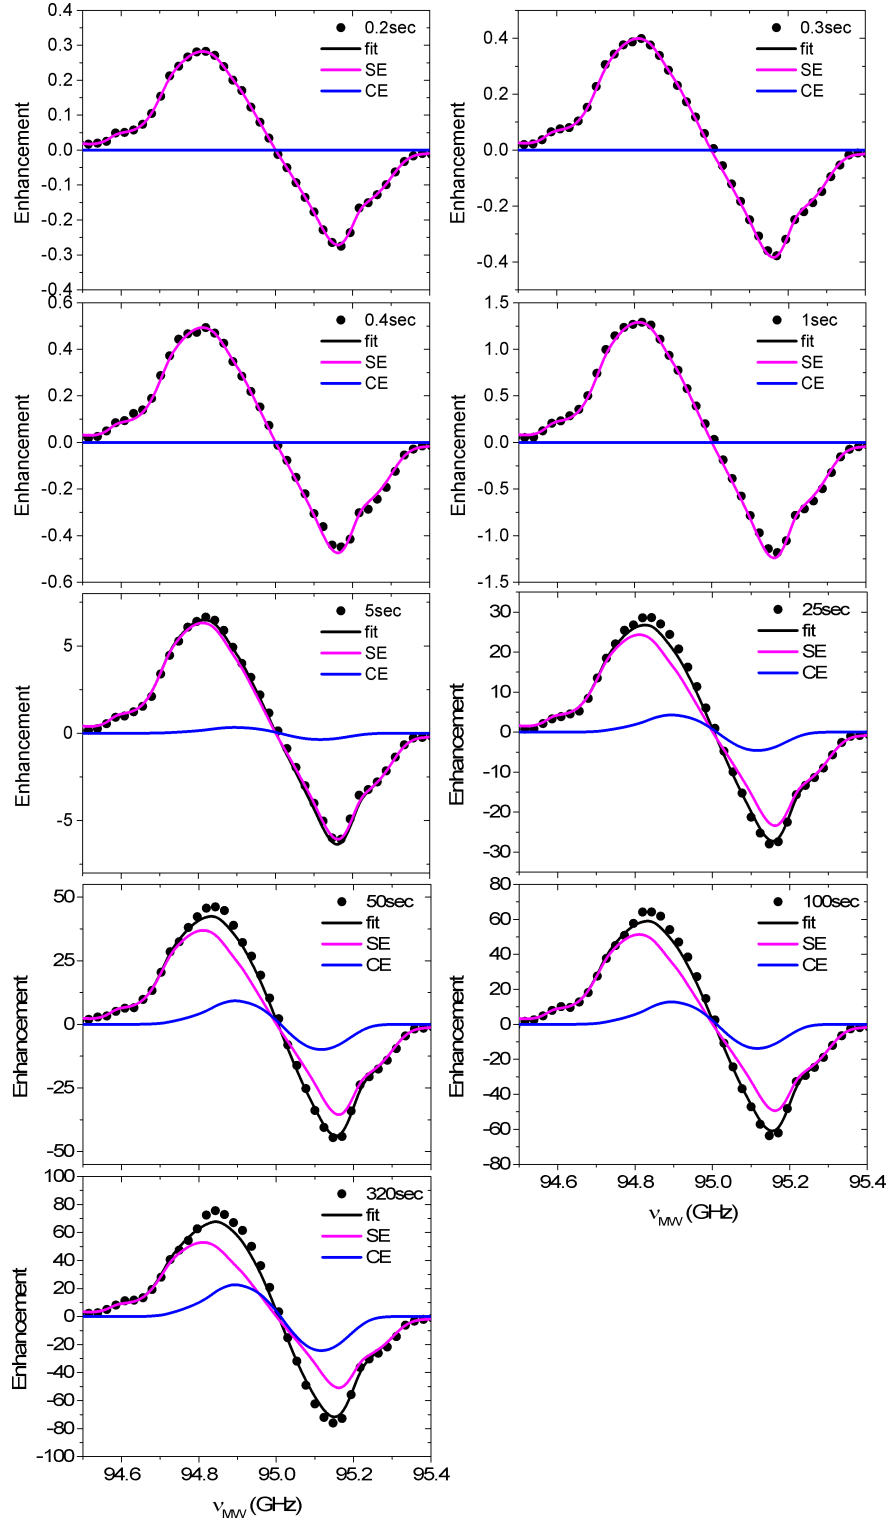 0.4
0.3
0.2
0.1
0.0
-0.1
-0.2
-0.3
-0.4
Enhancement
0.2sec
fit
SE
CE
0.4
0.2
0.0
-0.2
-0.4
Enhancement
0.3sec
fit
SE
CE
0.6
0.4
0.2
0.0
-0.2
-0.4
-0.6
Enhancement
0.4sec
fit
SE
CE
1.5
1.0
0.5
0.0
-0.5
-1.0
-1.5
Enhancement
1sec
fit
SE
CE
5
0
-5
Enhancement
5sec
fit
SE
CE
30
20
10
0
-10
-20
-30
Enhancement
25sec
fit
SE
CE
50
25
0
-25
-50
Enhancement
50sec
fit
SE
CE
80
60
40
20
0
-20
-40
-60
-80
Enhancement
100sec
fit
SE
CE
94.6 94.8 95.0 95.2 95.4
νMW (GHz)
100
80
60
40
20
0
-20
-40
-60
-80
-100
Enhancement
320sec
fit
SE
CE
94.6 94.8 95.0 95.2 95.4
νMW (GHz)